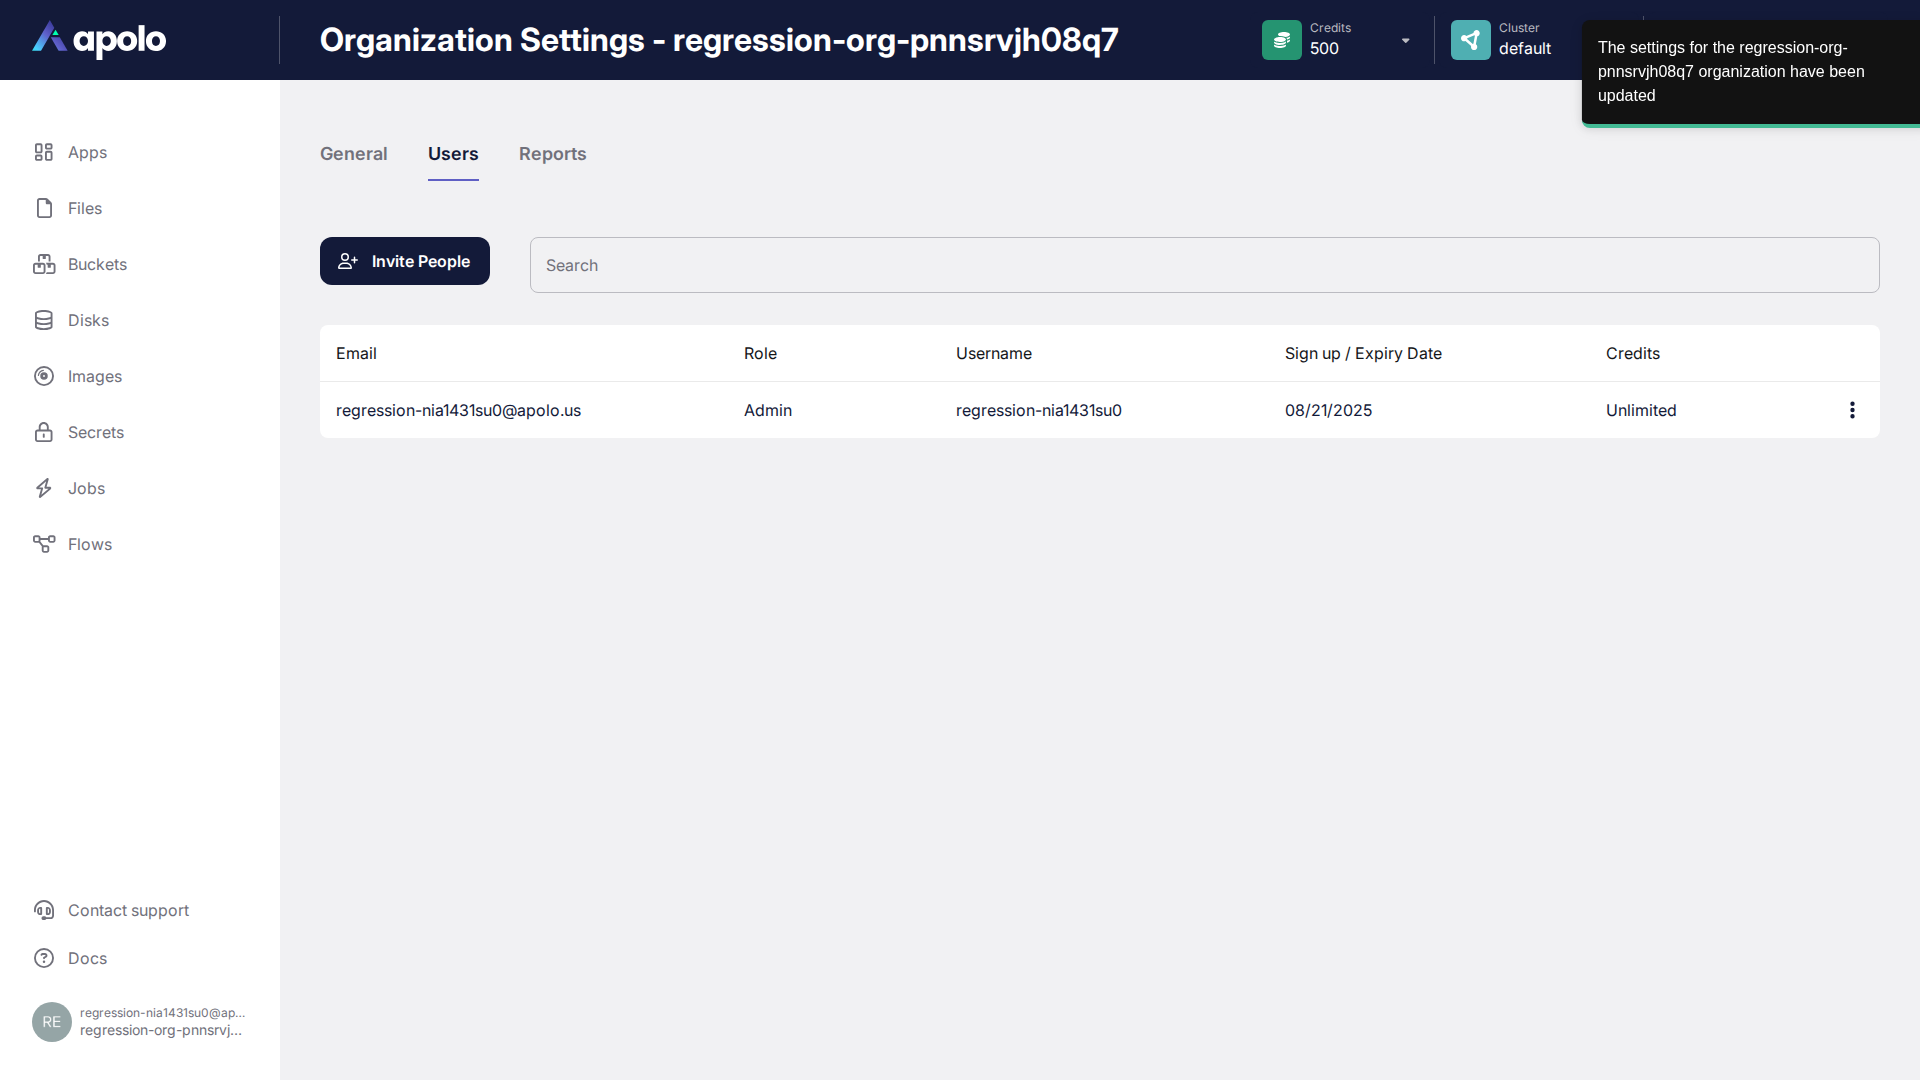 apolo
Organization Settings - regression-org-pnnsrvjh08q7
Credits
500
Cluster
default
The settings for the regression-org-
pnnsrvjh08q7 organization have been
updated
Apps
Files
Buckets
Disks
Images
Secrets
Jobs
Flows
Contact support
Docs
RE
regression-nia1431su0@ap...
regression-org-pnnsrvj...
General
Users
Reports
Invite People
Search
Email Role Username Sign up / Expiry Date Credits
regression-nia1431su0@apolo.us Admin regression-nia1431su0 08/21/2025 Unlimited